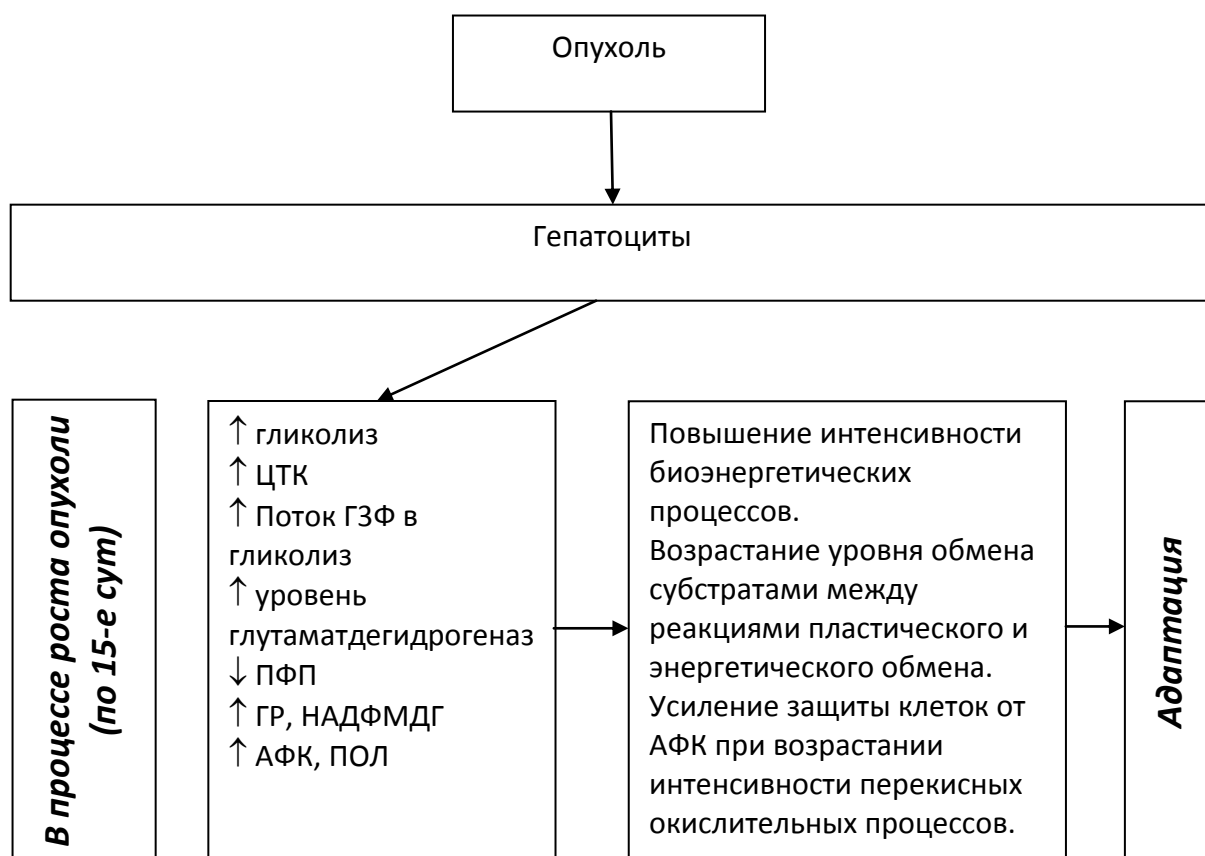 Опухоль
Гепатоциты
В процессе роста опухоли
(по 15-е сут)
↑ гликолиз
↑ ЦТК
↑ Поток Г3Ф в
гликолиз
↑ уровень
глутаматдегидрогеназ
↓ ПФП
↑ ГР, НАДФМДГ
↑ АФК, ПОЛ
Повышение интенсивности
биоэнергетических
процессов.
Возрастание уровня обмена
субстратами между
реакциями пластического и
энергетического обмена.
Усиление защиты клеток от
АФК при возрастании
интенсивности перекисных
окислительных процессов.
Адаптация